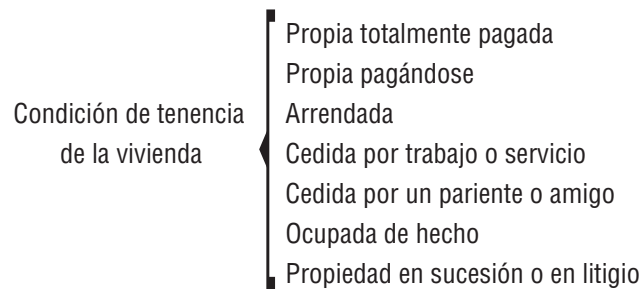 Condición de tenencia
de la vivienda
Propia totalmente pagada
Propia pagándose
Arrendada
Cedida por trabajo o servicio
Cedida por un pariente o amigo
Ocupada de hecho
Propiedad en sucesión o en litigio